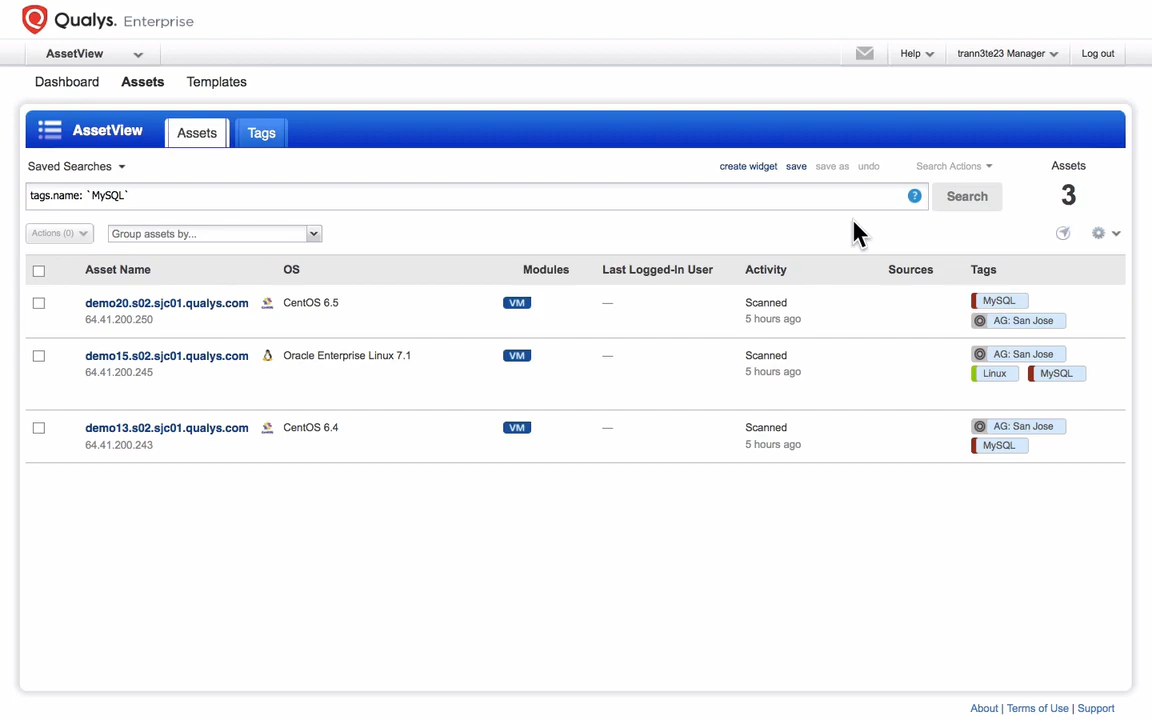 Qualys. Enterprise
AssetView
Help
trann3te23 Manager
Log out
Dashboard
Assets
Templates
AssetView
Assets
Tags
Saved Searches
create widget
save
save as
undo
Search Actions
Assets
tags.name: `MySQL`
?
Search
3
Actions (0)
Group assets by...
Asset Name
OS
Modules
Last Logged-In User
Activity
Sources
Tags
demo20.s02.sjc01.qualys.com
CentOS 6.5
VM
—
Scanned
MySQL
64.41.200.250
5 hours ago
AG: San Jose
demo15.s02.sjc01.qualys.com
Oracle Enterprise Linux 7.1
VM
—
Scanned
AG: San Jose
64.41.200.245
5 hours ago
Linux
MySQL
demo13.s02.sjc01.qualys.com
CentOS 6.4
VM
—
Scanned
AG: San Jose
64.41.200.243
5 hours ago
MySQL
About | Terms of Use | Support